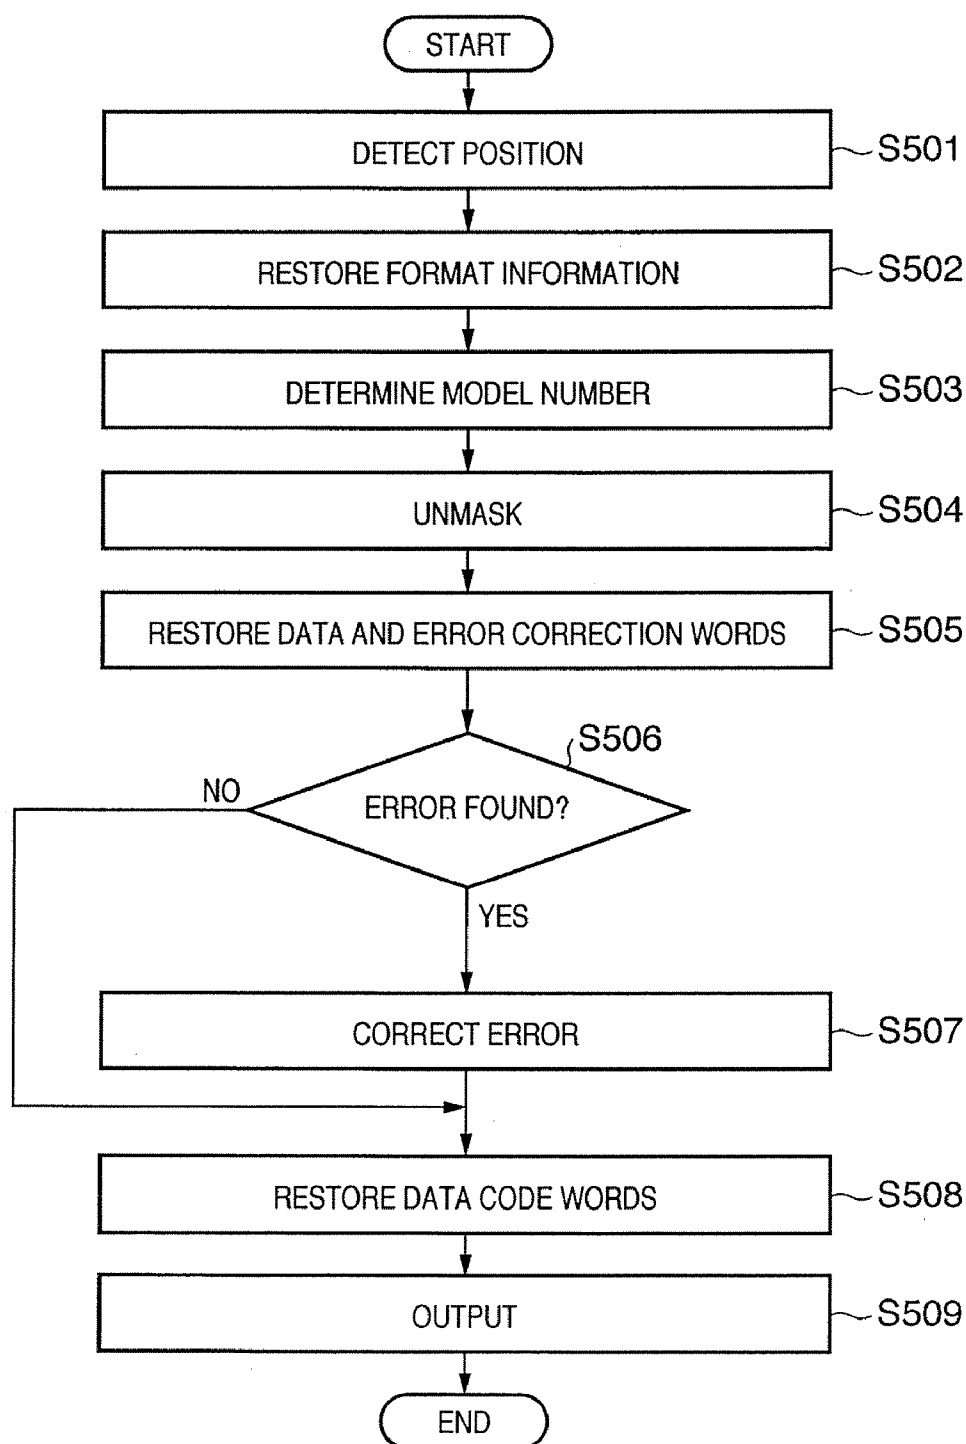 START
DETECT POSITION
S501
RESTORE FORMAT INFORMATION
S502
DETERMINE MODEL NUMBER
S503
UNMASK
S504
RESTORE DATA AND ERROR CORRECTION WORDS
S505
S506
NO
ERROR FOUND?
YES
CORRECT ERROR
S507
RESTORE DATA CODE WORDS
S508
OUTPUT
S509
END